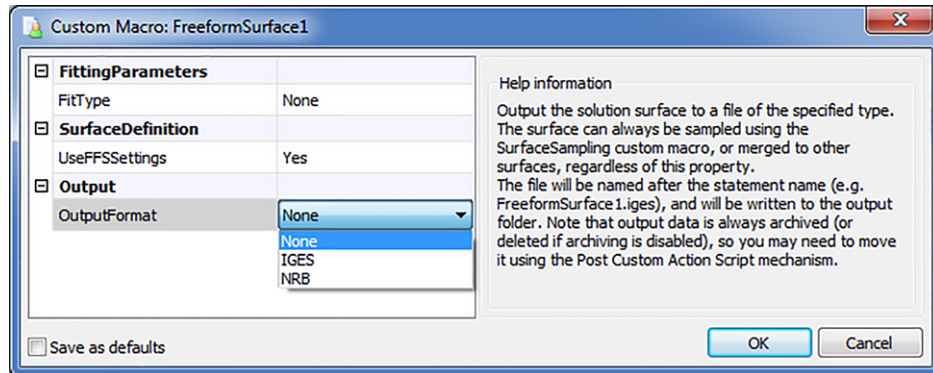 Custom Macro: FreeformSurface1
FittingParameters
FitType None
SurfaceDefinition
UseFFSSettings Yes
Output
OutputFormat None
None
IGES
NRB
Help information
Output the solution surface to a file of the specified type.
The surface can always be sampled using the
SurfaceSampling custom macro, or merged to other
surfaces, regardless of this property.
The file will be named after the statement name (e.g.
FreeformSurface1.iges), and will be written to the output
folder. Note that output data is always archived (or
deleted if archiving is disabled), so you may need to move
it using the Post Custom Action Script mechanism.
Save as defaults
OK
Cancel